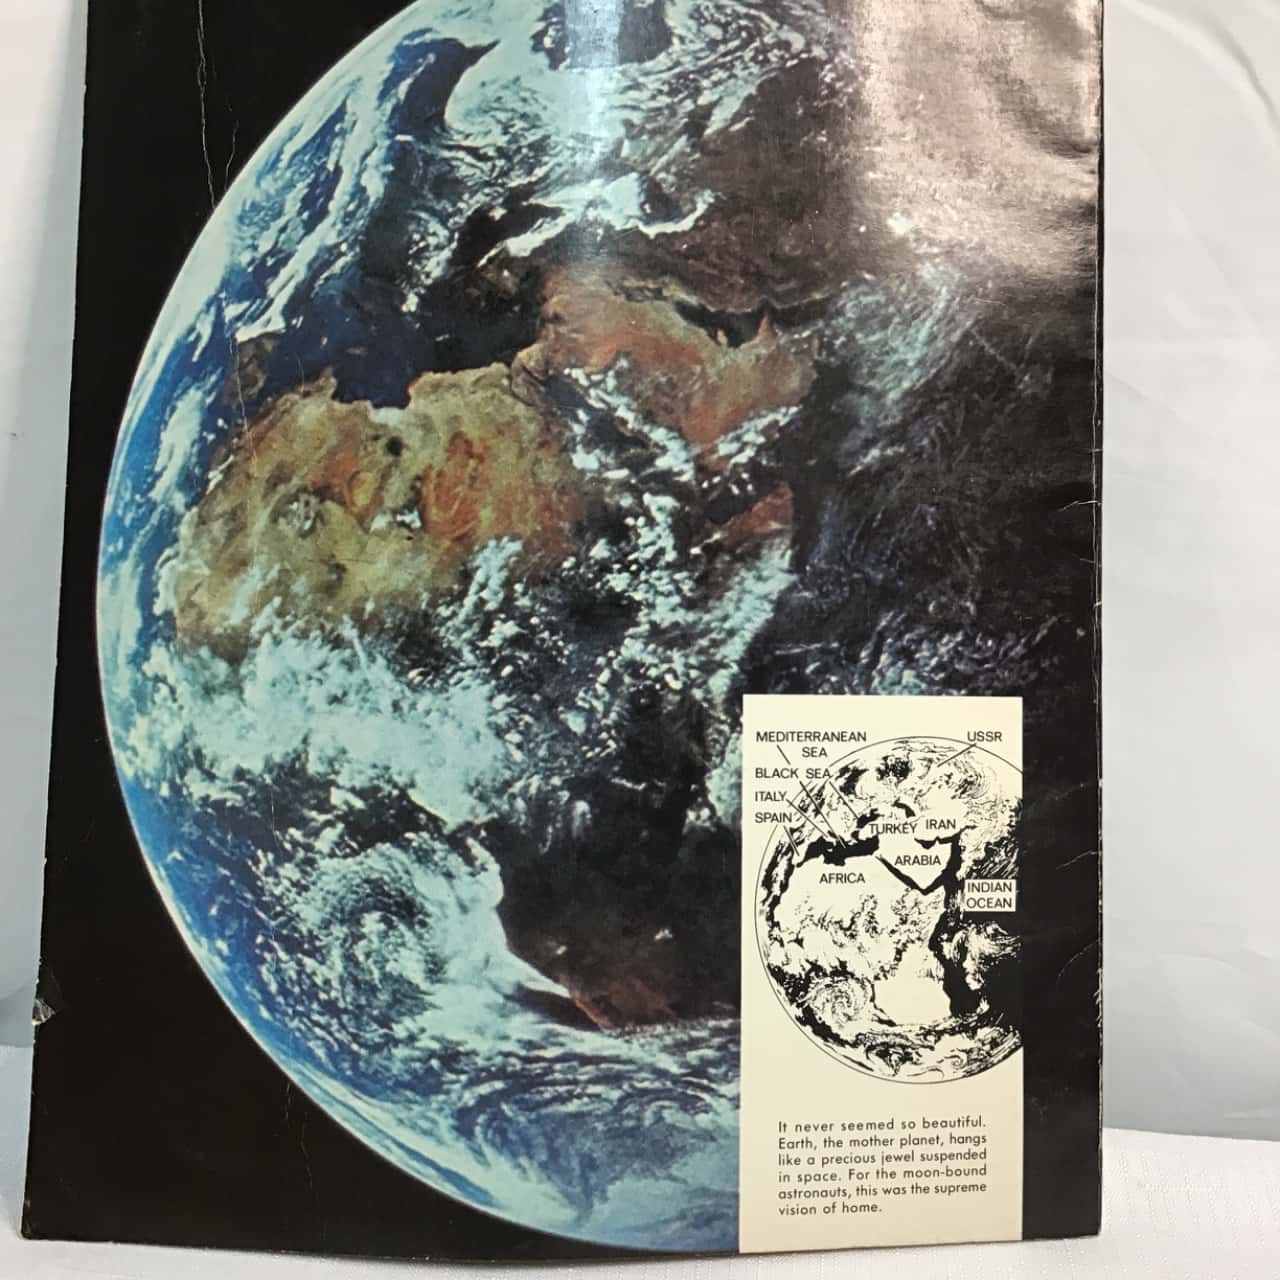 MEDITERRANEAN
SEA
USSR
BLACK SEA
ITALY
SPAIN
TURKEY
IRAN
ARABIA
AFRICA
INDIAN
OCEAN
It never seemed so beautiful.
Earth, the mother planet, hangs
like a precious jewel suspended
in space. For the moon-bound
astronauts, this was the supreme
vision of home.